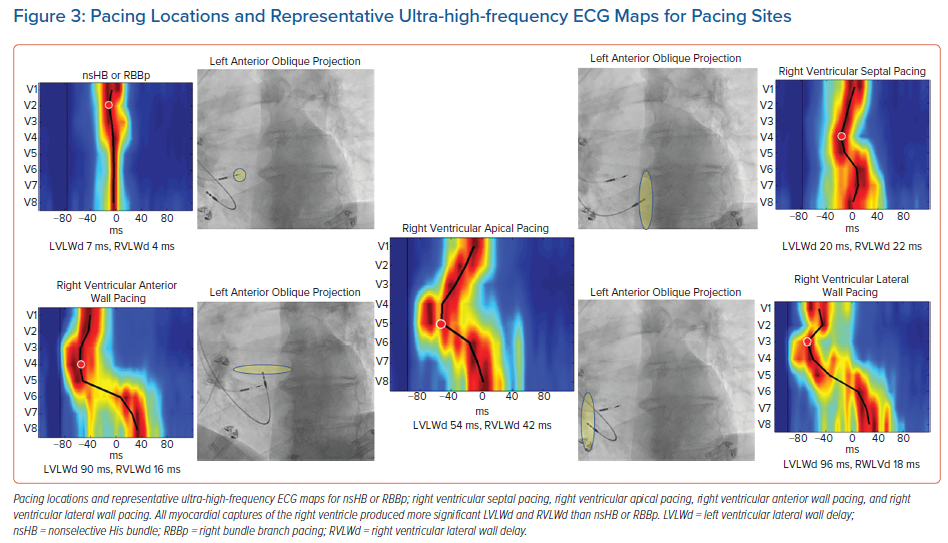 Figure 3: Pacing Locations and Representative Ultra-high-frequency ECG Maps for Pacing Sites
nsHB or RBBp
V1
V2
V3
V4
V5
V6
V7
V8
−80 −40 0 40 80
ms
LVLWd 7 ms, RVLWd 4 ms
Left Anterior Oblique Projection
Left Anterior Oblique Projection
Right Ventricular Septal Pacing
V1
V2
V3
V4
V5
V6
V7
V8
−80 −40 0 40 80
ms
LVLWd 20 ms, RVLWd 22 ms
Right Ventricular Apical Pacing
V1
V2
V3
V4
V5
V6
V7
V8
−80 −40 0 40 80
ms
LVLWd 54 ms, RVLWd 42 ms
Right Ventricular Anterior
Wall Pacing
V1
V2
V3
V4
V5
V6
V7
V8
−80 −40 0 40 80
ms
LVLWd 90 ms, RVLWd 16 ms
Left Anterior Oblique Projection
Left Anterior Oblique Projection
Right Ventricular Lateral
Wall Pacing
V1
V2
V3
V4
V5
V6
V7
V8
−80 −40 0 40 80
ms
LVLWd 96 ms, RWLVd 18 ms
Pacing locations and representative ultra-high-frequency ECG maps for nsHB or RBBp; right ventricular septal pacing, right ventricular apical pacing, right ventricular anterior wall pacing, and right
ventricular lateral wall pacing. All myocardial captures of the right ventricle produced more significant LVLWd and RVLWd than nsHB or RBBp. LVLWd = left ventricular lateral wall delay;
nsHB = nonselective His bundle; RBBp = right bundle branch pacing; RVLWd = right ventricular lateral wall delay.